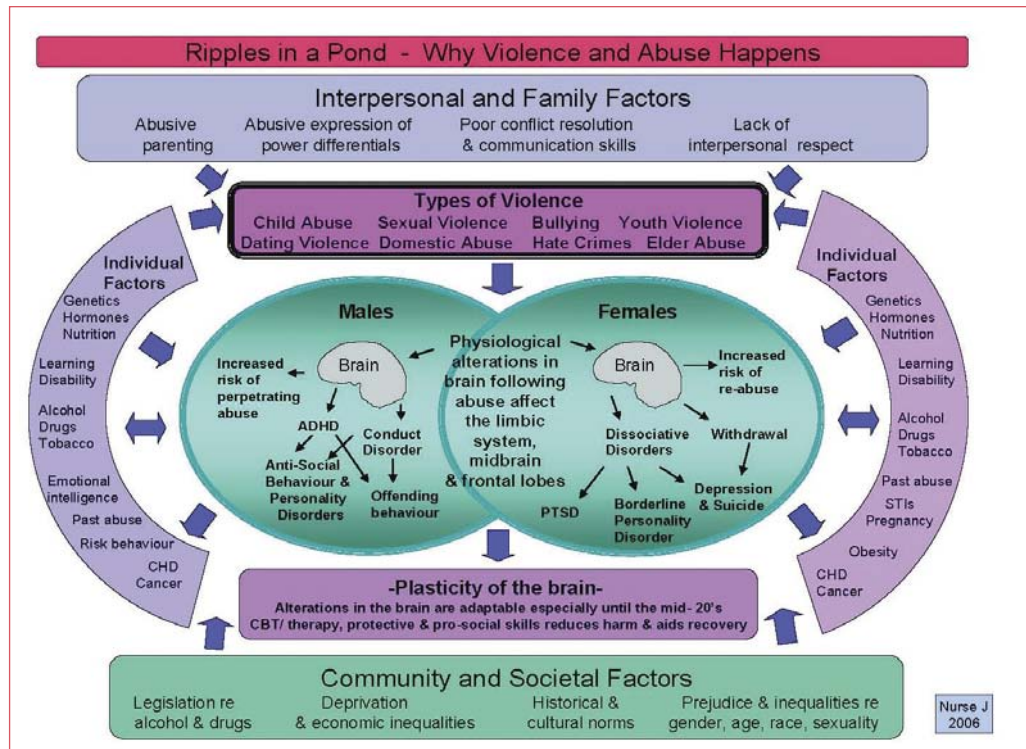 Ripples in a Pond - Why Violence and Abuse Happens
Interpersonal and Family Factors
Abusive parenting
Abusive expression of power differentials
Poor conflict resolution & communication skills
Lack of interpersonal respect
Types of Violence
Child Abuse Sexual Violence Bullying Youth Violence
Dating Violence Domestic Abuse Hate Crimes Elder Abuse
Individual
Factors
Genetics
Hormones
Nutrition
Learning
Disability
Alcohol
Drugs
Tobacco
Emotional
intelligence
Past abuse
Risk behaviour
CHD
Cancer
Males
Brain
Increased
risk of
perpetrating
abuse
ADHD
Conduct
Disorder
Anti-Social
Behaviour &
Personality
Disorders
Offending
behaviour
Physiological
alterations in
brain following
abuse affect
the limbic
system,
midbrain
& frontal lobes
Females
Brain
Increased
risk of
re-abuse
Dissociative
Disorders
Withdrawal
PTSD
Borderline
Personality
Disorder
Depression
& Suicide
Individual
Factors
Genetics
Hormones
Nutrition
Learning
Disability
Alcohol
Drugs
Tobacco
Past abuse
STIs
Pregnancy
Obesity
CHD
Cancer
-Plasticity of the brain-
Alterations in the brain are adaptable especially until the mid- 20's
CBT/ therapy, protective & pro-social skills reduces harm & aids recovery
Community and Societal Factors
Legislation re
alcohol & drugs
Deprivation
& economic inequalities
Historical &
cultural norms
Prejudice & inequalities re
gender, age, race, sexuality
Nurse J
2006